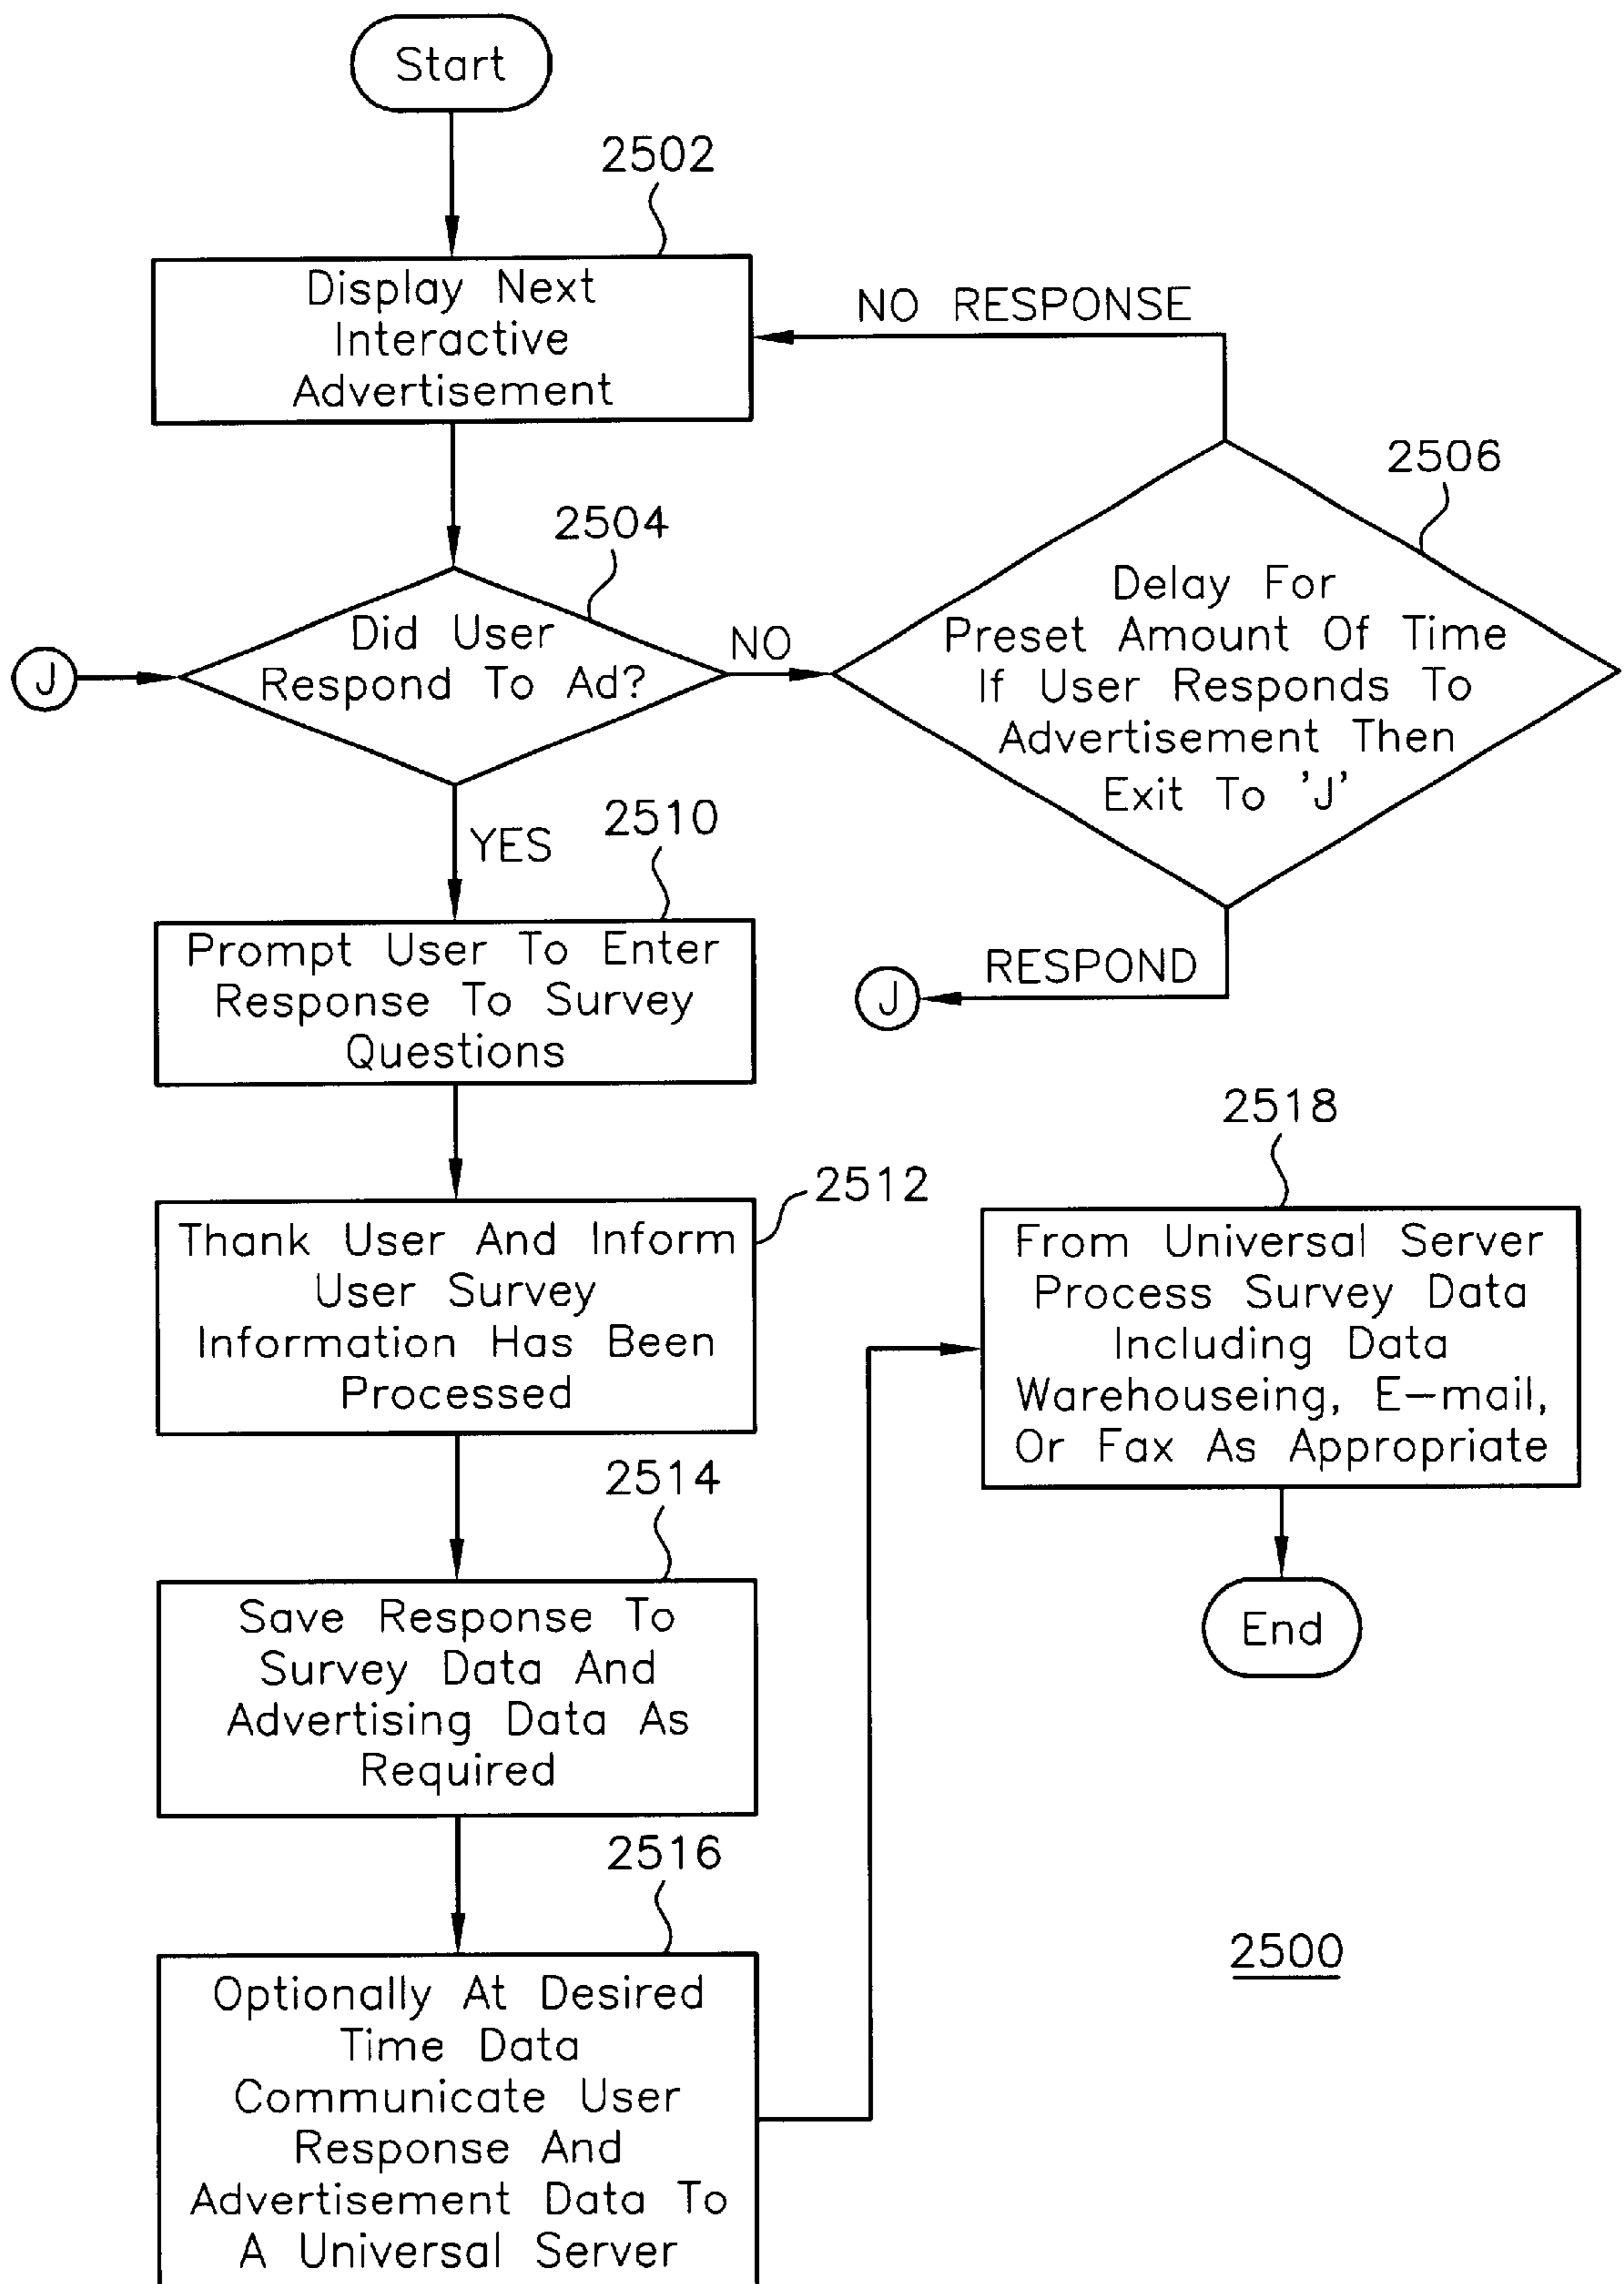 Start
2502
Display Next
Interactive
Advertisement
NO RESPONSE
2506
2504
Did User
Respond To Ad?
J
NO
Delay For
Preset Amount Of Time
If User Responds To
Advertisement Then
Exit To 'J'
YES
2510
RESPOND
J
Prompt User To Enter
Response To Survey
Questions
2512
Thank User And Inform
User Survey
Information Has Been
Processed
2514
Save Response To
Survey Data And
Advertising Data As
Required
2516
Optionally At Desired
Time Data
Communicate User
Response And
Advertisement Data To
A Universal Server
2518
From Universal Server
Process Survey Data
Including Data
Warehouseing, E-mail,
Or Fax As Appropriate
End
2500